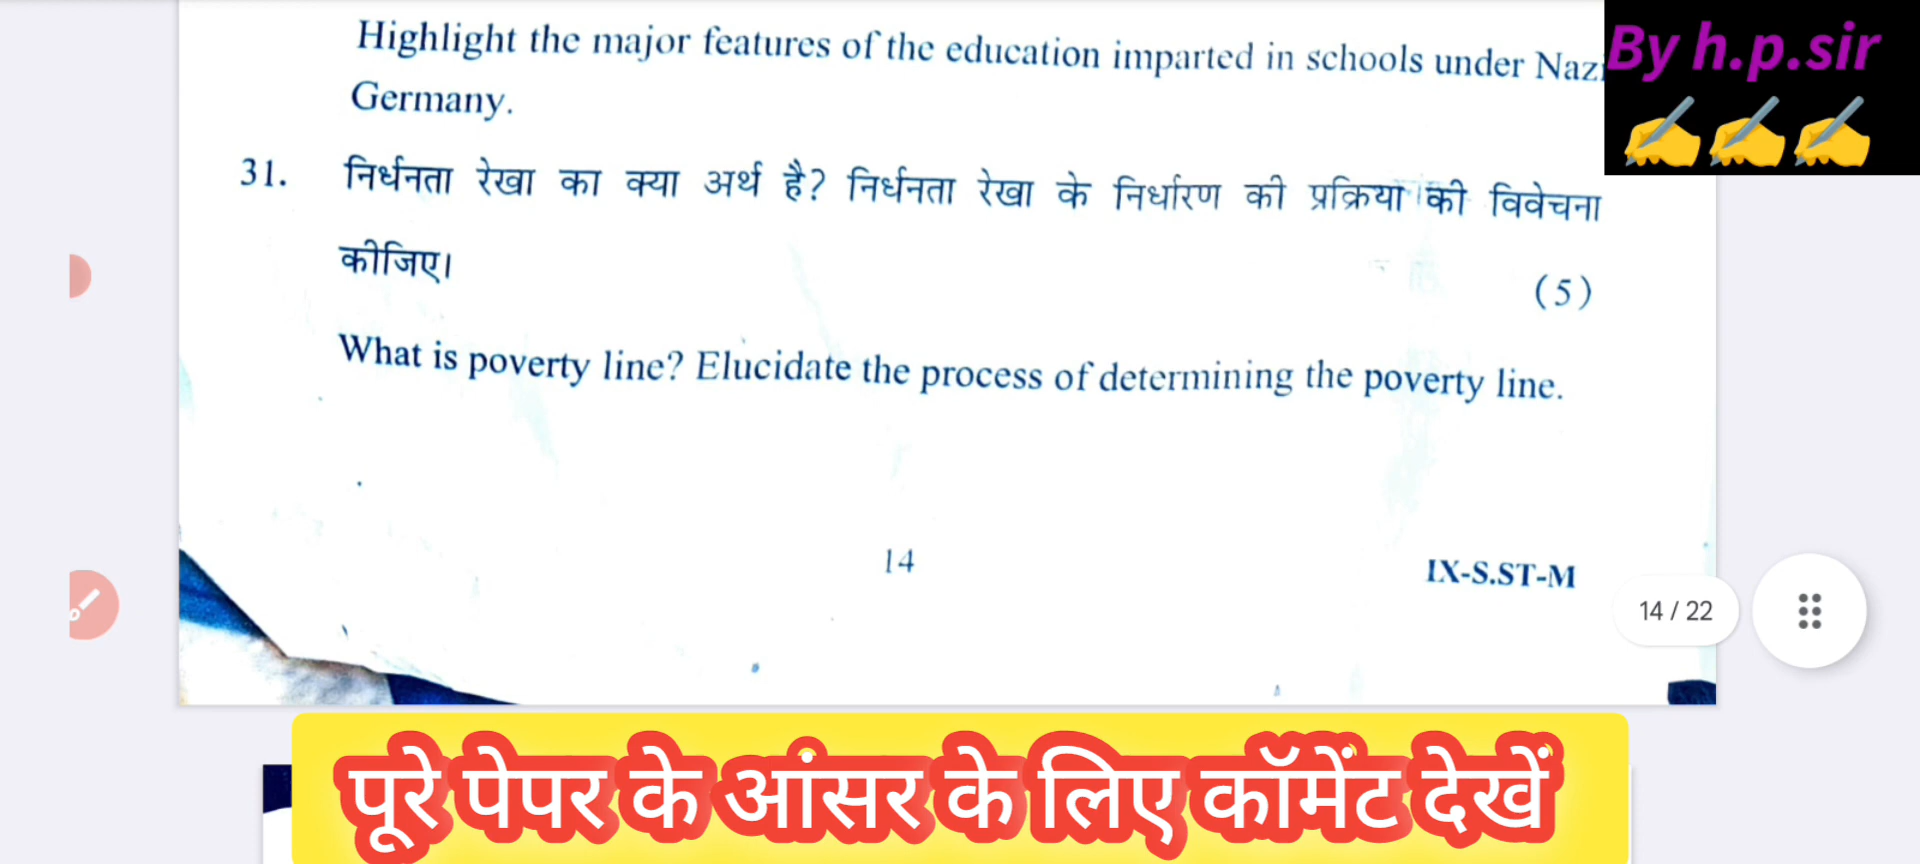 Highlight the major features of the education imparted in schools under Nazi
Germany.
By h.p.sir
31. निर्धनता रेखा का क्या अर्थ है? निर्धनता रेखा के निर्धारण की प्रक्रिया की विवेचना
कीजिए।
(5)
What is poverty line? Elucidate the process of determining the poverty line.
14
IX-S.ST-M
14 / 22
पूरे पेपर के आंसर के लिए कॉमेंट देखें